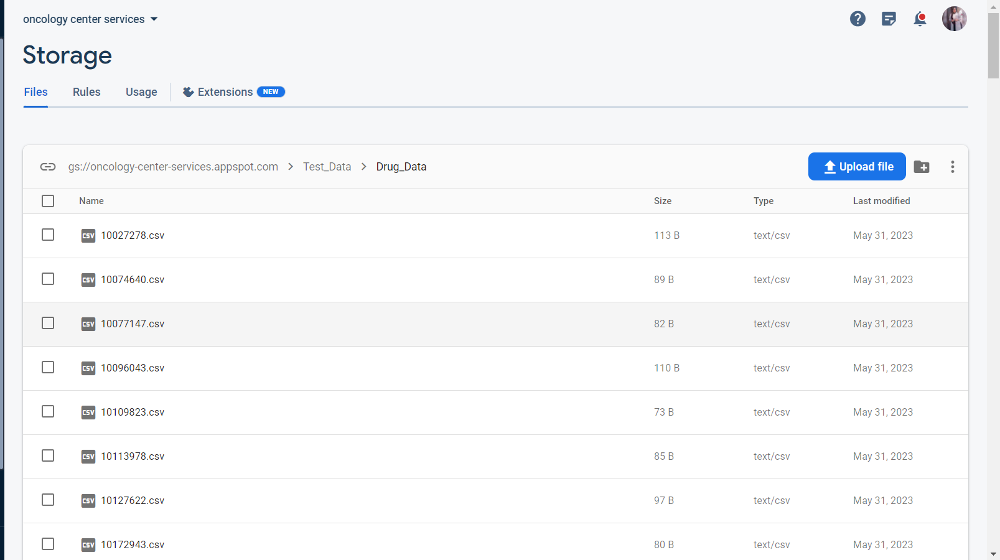 oncology center services
Storage
Files Rules Usage Extensions NEW
gs://oncology-center-services.appspot.com > Test_Data > Drug_Data Upload file
Name Size Type Last modified
CSV 10027278.csv 113 B text/csv May 31, 2023
CSV 10074640.csv 89 B text/csv May 31, 2023
CSV 10077147.csv 82 B text/csv May 31, 2023
CSV 10096043.csv 110 B text/csv May 31, 2023
CSV 10109823.csv 73 B text/csv May 31, 2023
CSV 10113978.csv 85 B text/csv May 31, 2023
CSV 10127622.csv 97 B text/csv May 31, 2023
CSV 10172943.csv 80 B text/csv May 31, 2023